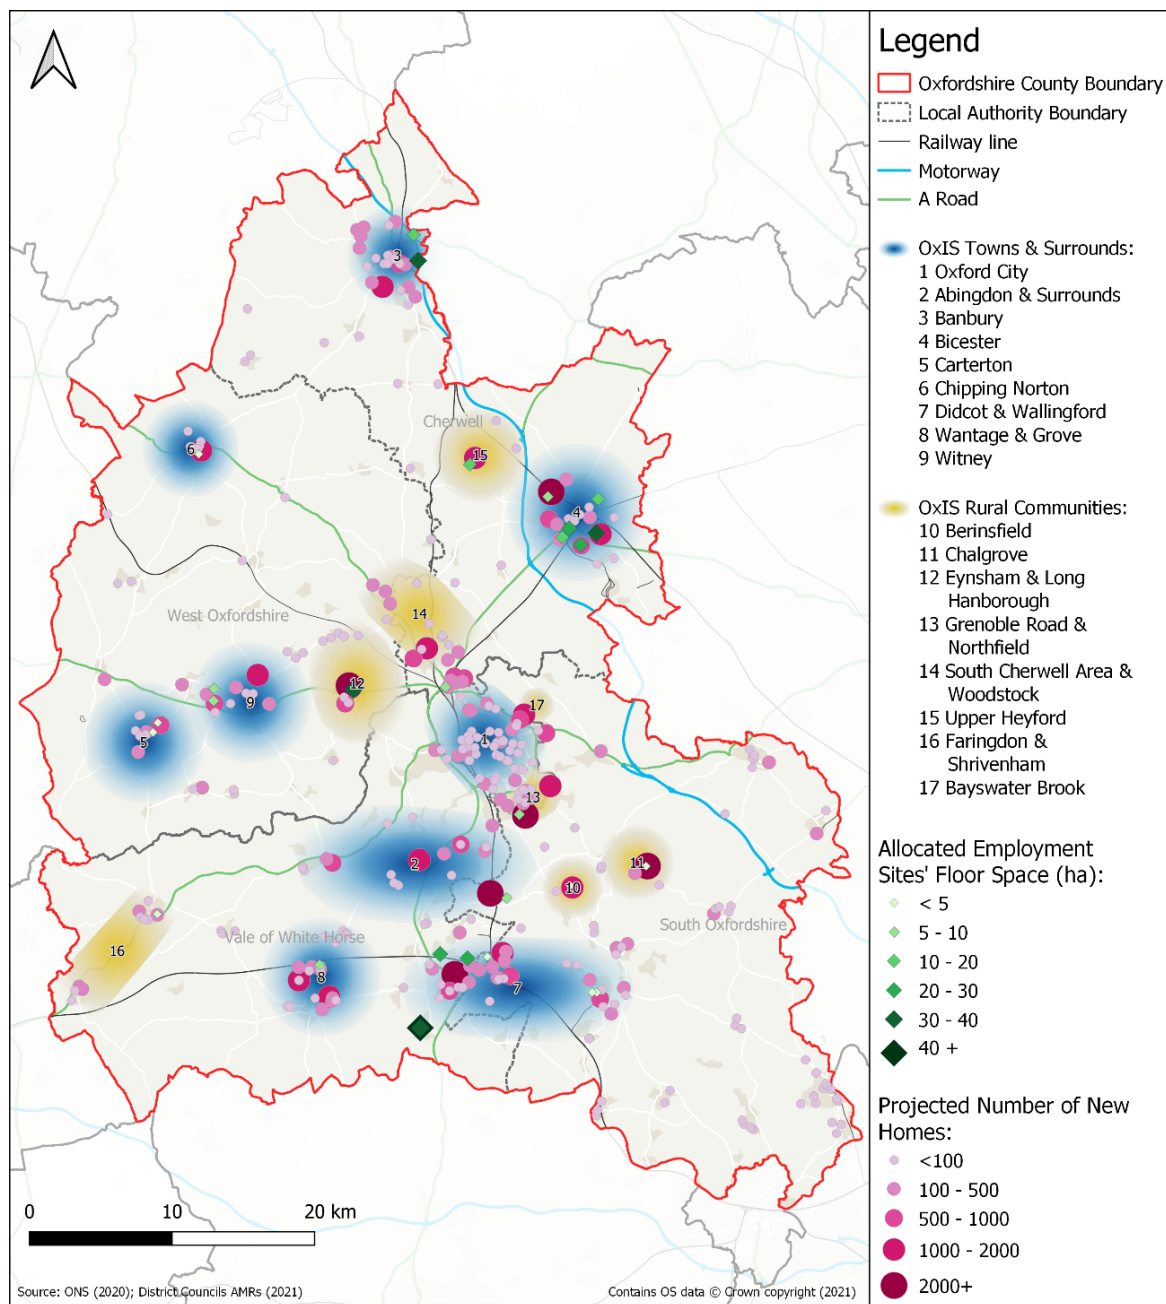 3
Cherwell
6
15
4
West Oxfordshire
14
12
9
5
17
1
13
2
11
10
South Oxfordshire
16
Vale of White Horse
8
7
0 10 20 km
Source: ONS (2020); District Councils AMRs (2021)
Contains OS data © Crown copyright (2021)
Legend
Oxfordshire County Boundary
Local Authority Boundary
Railway line
Motorway
A Road
OxIS Towns & Surrounds:
1 Oxford City
2 Abingdon & Surrounds
3 Banbury
4 Bicester
5 Carterton
6 Chipping Norton
7 Didcot & Wallingford
8 Wantage & Grove
9 Witney
OxIS Rural Communities:
10 Berinsfield
11 Chalgrove
12 Eynsham & Long
Hanborough
13 Grenoble Road &
Northfield
14 South Cherwell Area &
Woodstock
15 Upper Heyford
16 Faringdon &
Shrivenham
17 Bayswater Brook
Allocated Employment
Sites' Floor Space (ha):
< 5
5 - 10
10 - 20
20 - 30
30 - 40
40 +
Projected Number of New
Homes:
<100
100 - 500
500 - 1000
1000 - 2000
2000+